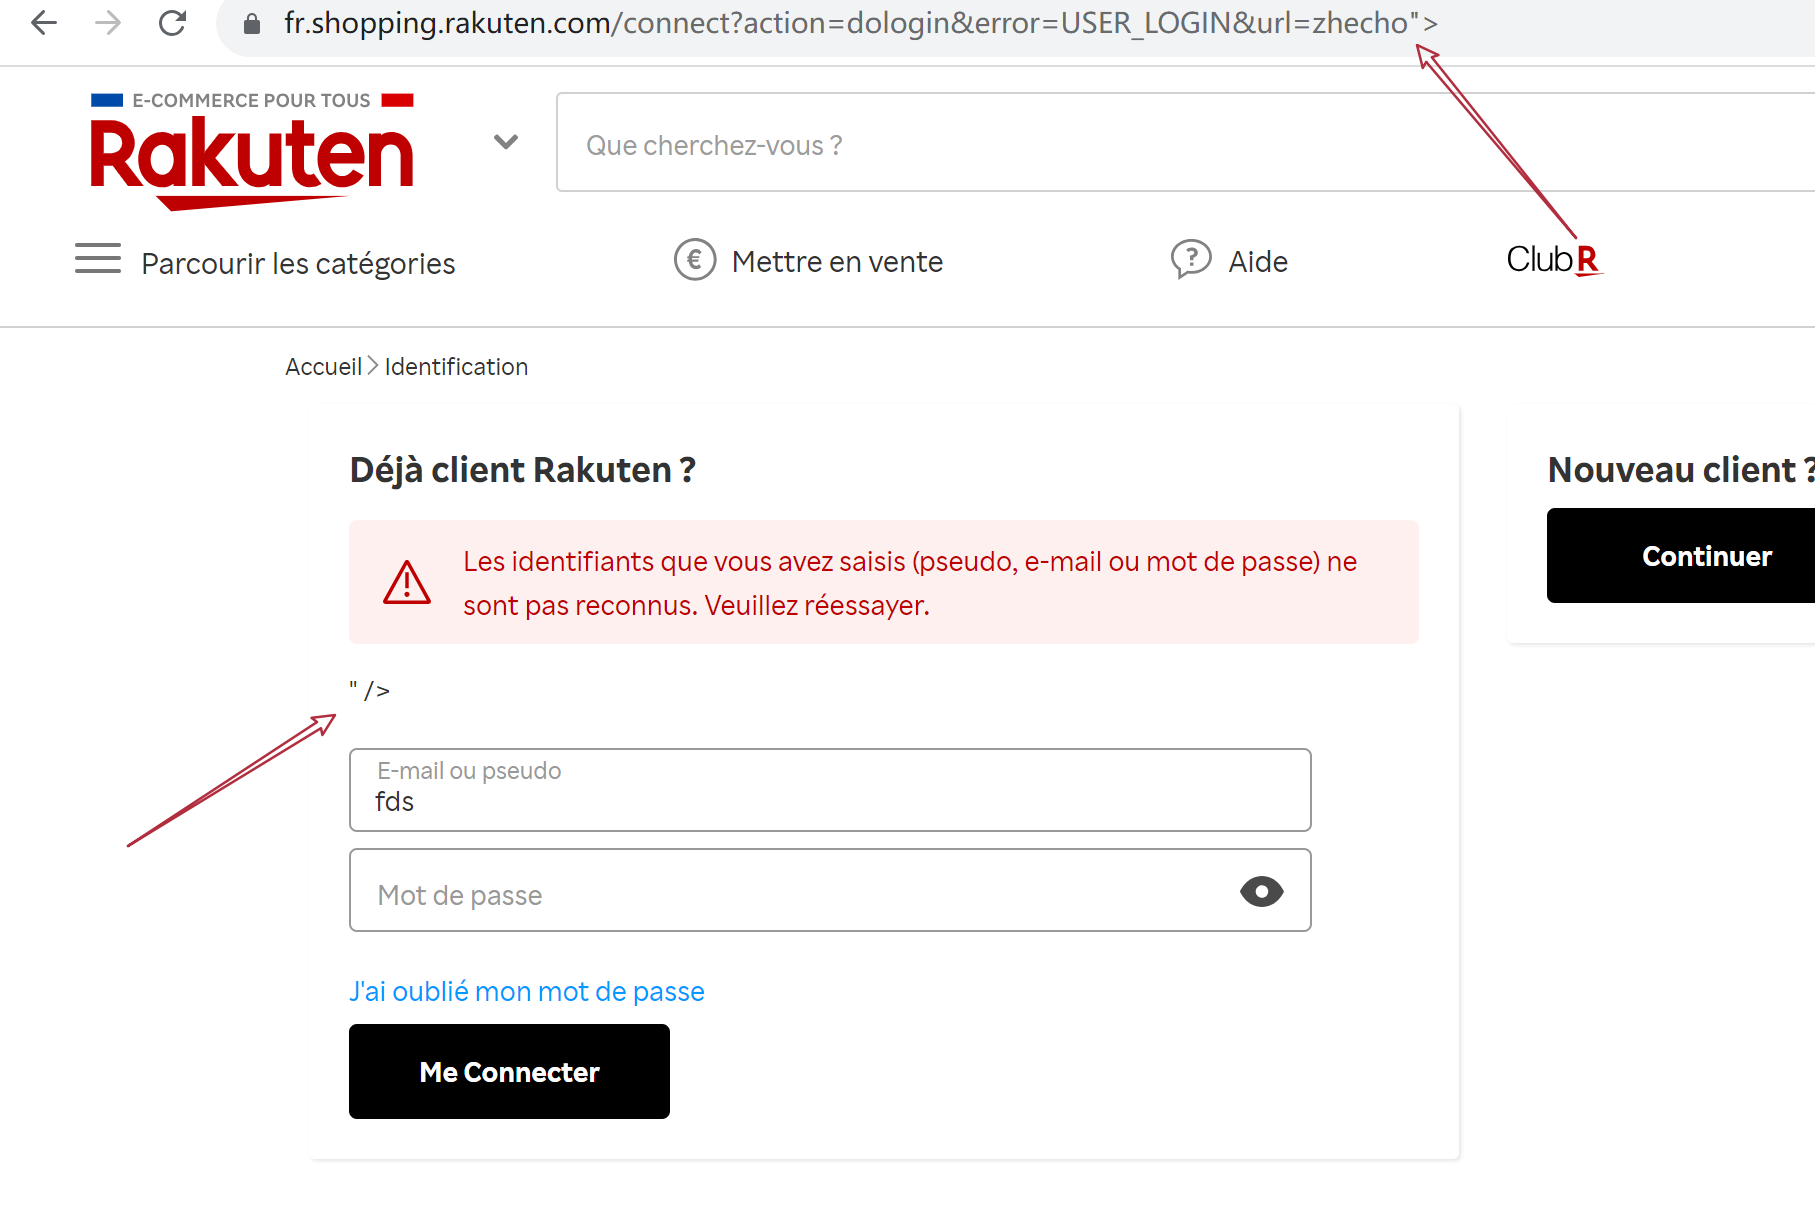 fr.shopping.rakuten.com/connect?action=dologin&error=USER_LOGIN&url=zhecho">
E-COMMERCE POUR TOUS
Rakuten
Que cherchez-vous ?
Parcourir les catégories
Mettre en vente
Aide
Club R
Accueil > Identification
Déjà client Rakuten ?
Les identifiants que vous avez saisis (pseudo, e-mail ou mot de passe) ne
sont pas reconnus. Veuillez réessayer.
" />
E-mail ou pseudo
fds
Mot de passe
J'ai oublié mon mot de passe
Me Connecter
Nouveau client ?
Continuer